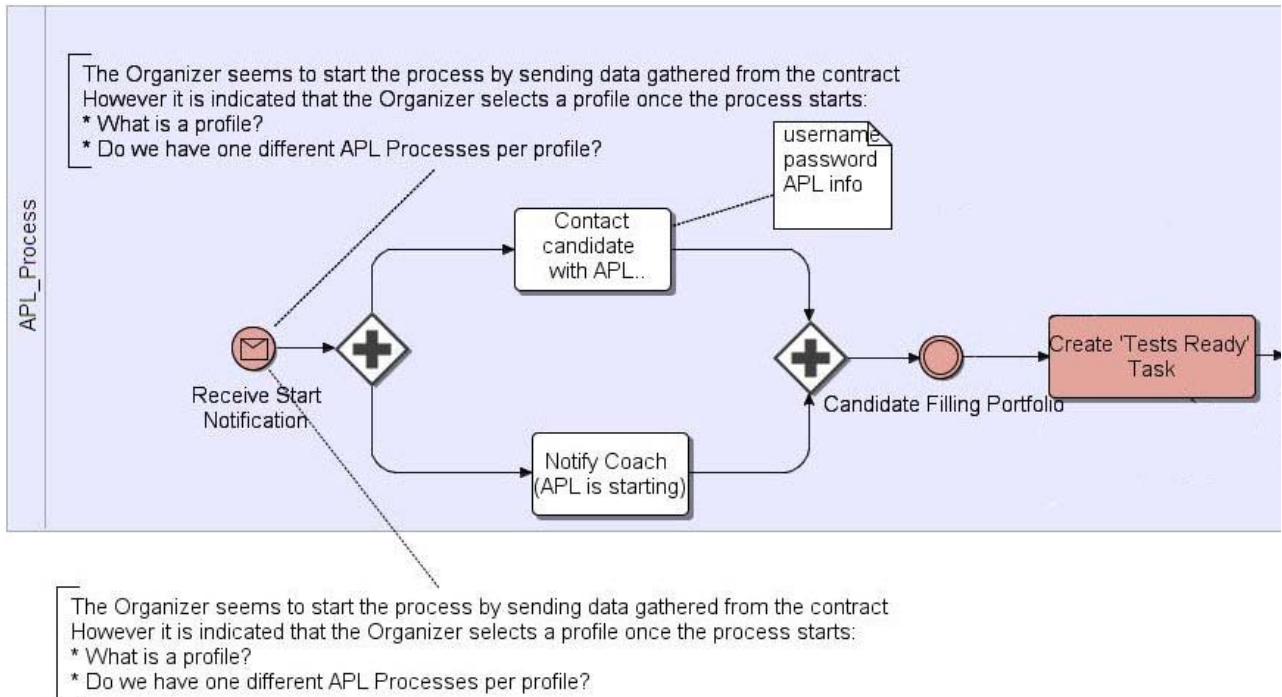 The Organizer seems to start the process by sending data gathered from the contract
However it is indicated that the Organizer selects a profile once the process starts:
* What is a profile?
* Do we have one different APL Processes per profile?
username
password
APL info
APL_Process
Contact
candidate
with APL..
Receive Start
Notification
Candidate Filling Portfolio
Create 'Tests Ready'
Task
Notify Coach
(APL is starting)
The Organizer seems to start the process by sending data gathered from the contract
However it is indicated that the Organizer selects a profile once the process starts:
* What is a profile?
* Do we have one different APL Processes per profile?